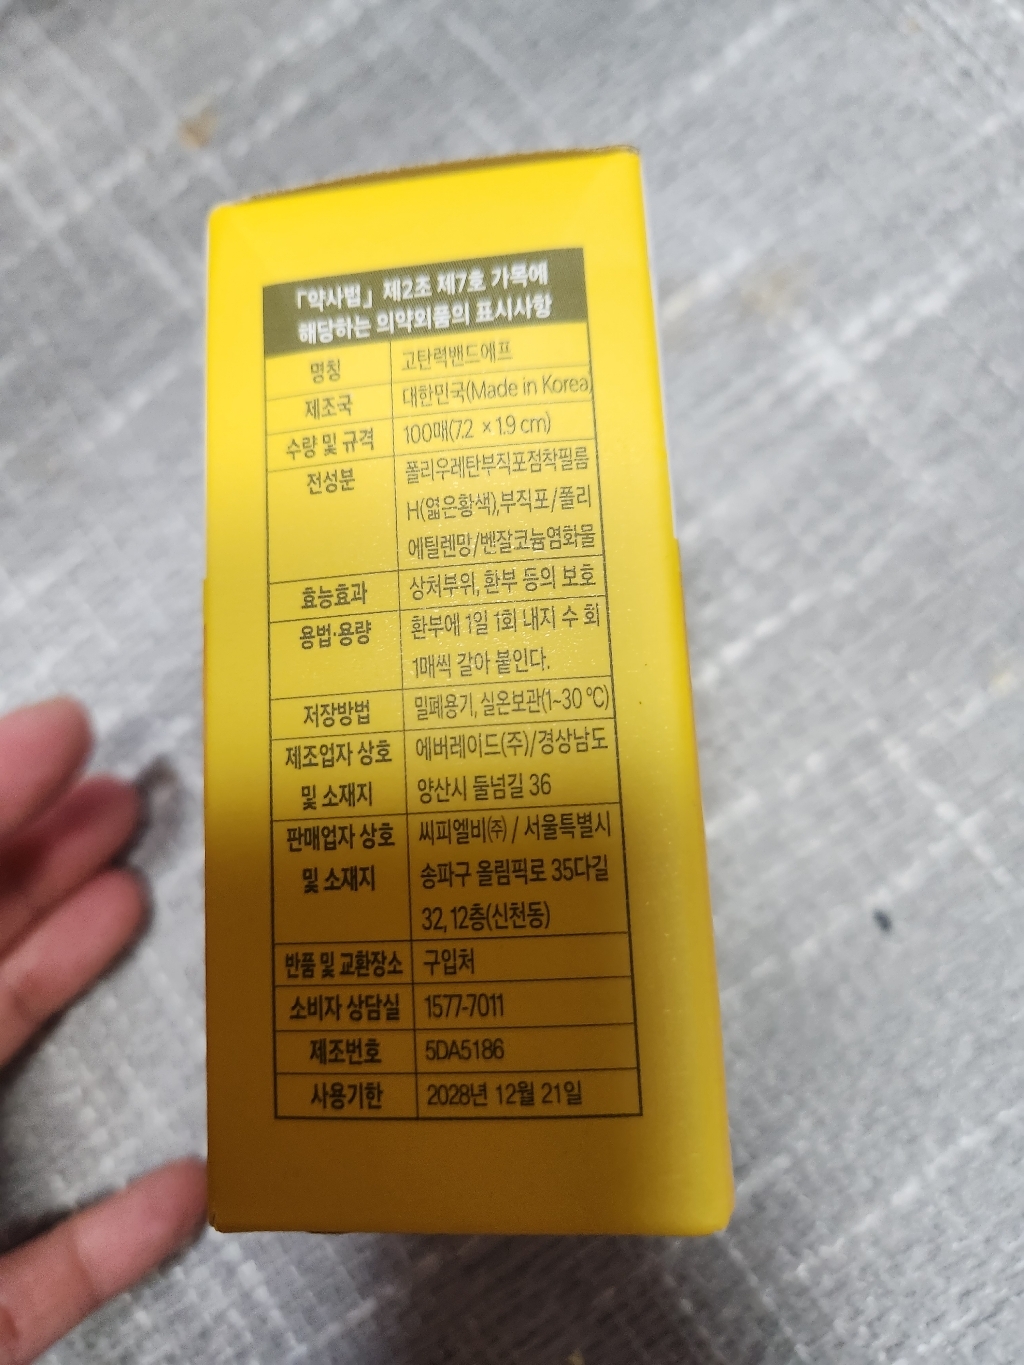 「약사법」 제2조 제7호 가목에
해당하는 의약외품의 표시사항
명칭 고탄력밴드에프
제조국 대한민국(Made in Korea)
수량 및 규격 100매(7.2 × 1.9 cm)
전성분 폴리우레탄부직포점착필름
H(엷은황색),부직포/폴리
에틸렌망/벤잘코늄염화물
효능효과 상처부위, 환부 등의 보호
용법·용량 환부에 1일 1회 내지 수 회
1매씩 갈아 붙인다.
저장방법 밀폐용기, 실온보관(1~30 ℃)
제조업자 상호 에버레이드(주)/경상남도
및 소재지 양산시 둘넘길 36
판매업자 상호 씨피엘비㈜ / 서울특별시
및 소재지 송파구 올림픽로 35다길
32, 12층(신천동)
반품 및 교환장소 구입처
소비자 상담실 1577-7011
제조번호 5DA5186
사용기한 2028년 12월 21일